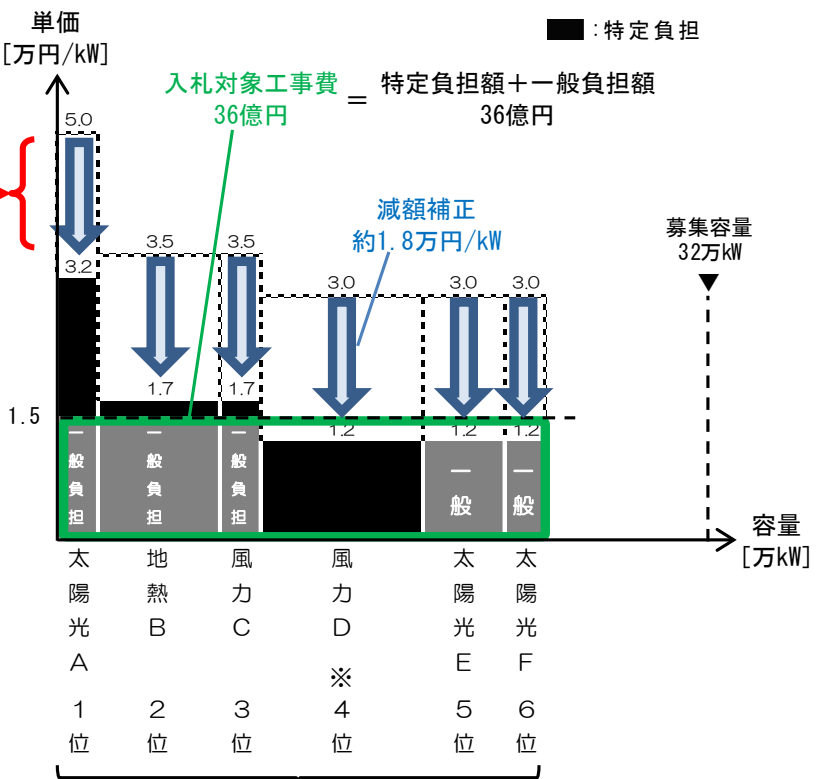 単価
[万円/kW]
:特定負担
入札対象工事費
36億円
=
特定負担額＋一般負担額
36億円
5.0
減額補正
約1.8万円/kW
募集容量
32万kW
3.5
3.5
3.2
3.0
3.0
3.0
1.7
1.7
1.5
1.2
1.2
1.2
一般負担
一般負担
一般負担
一般
一般
容量
[万kW]
太陽光A
1位
地熱B
2位
風力C
3位
風力D ※
4位
太陽光E
5位
太陽光F
6位